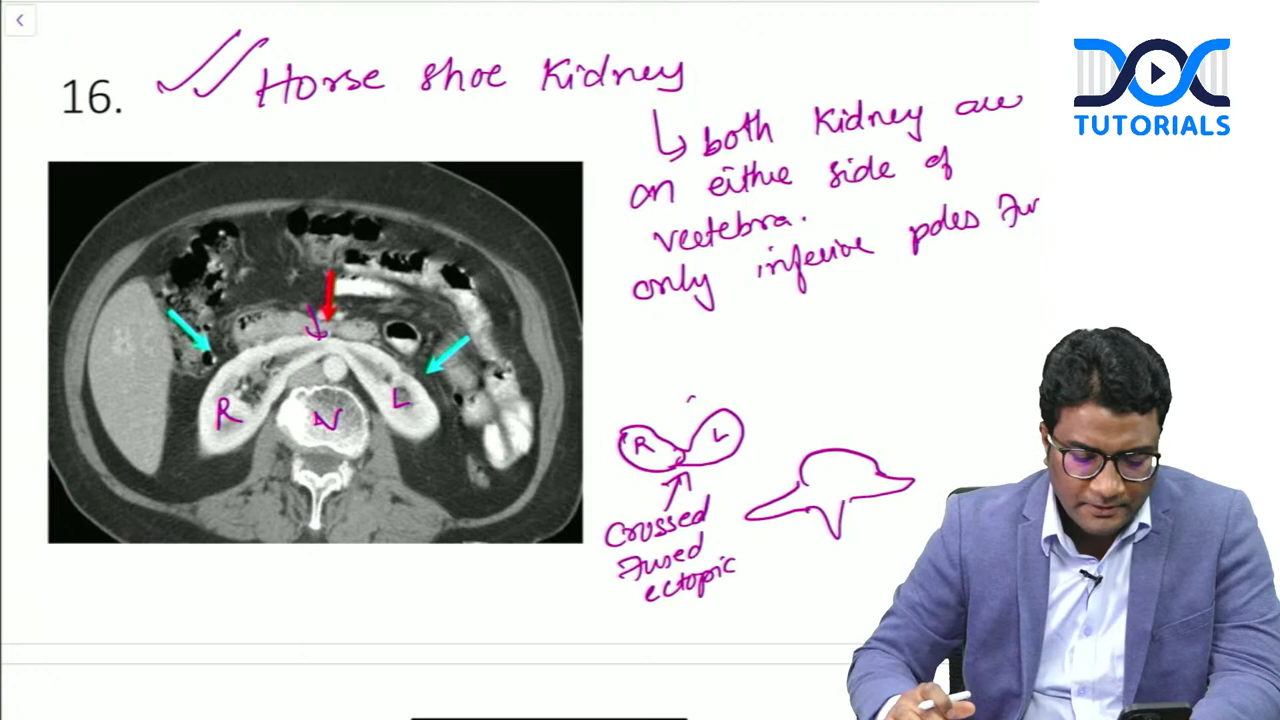 16.
Horse shoe Kidney
↳ both Kidney are
on either side of
vertebra.
only inferior poles Fu
R
L
N
R
L
Crossed
Fused
ectopic
TUTORIALS